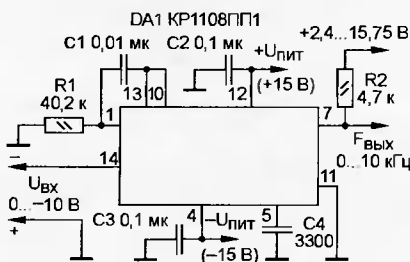 DA1 КР1108ПП1
C1 0,01 мк
C2 0,1 мк
+Uпит
(+15 В)
+2,4...15,75 В
R1
40,2 к
R2
4,7 к
13
10
12
1
7
14
11
4
5
Fвых
0...10 кГц
–
Uвх
0...–10 В
+
C3 0,1 мк
–Uпит
(–15 В)
C4
3300